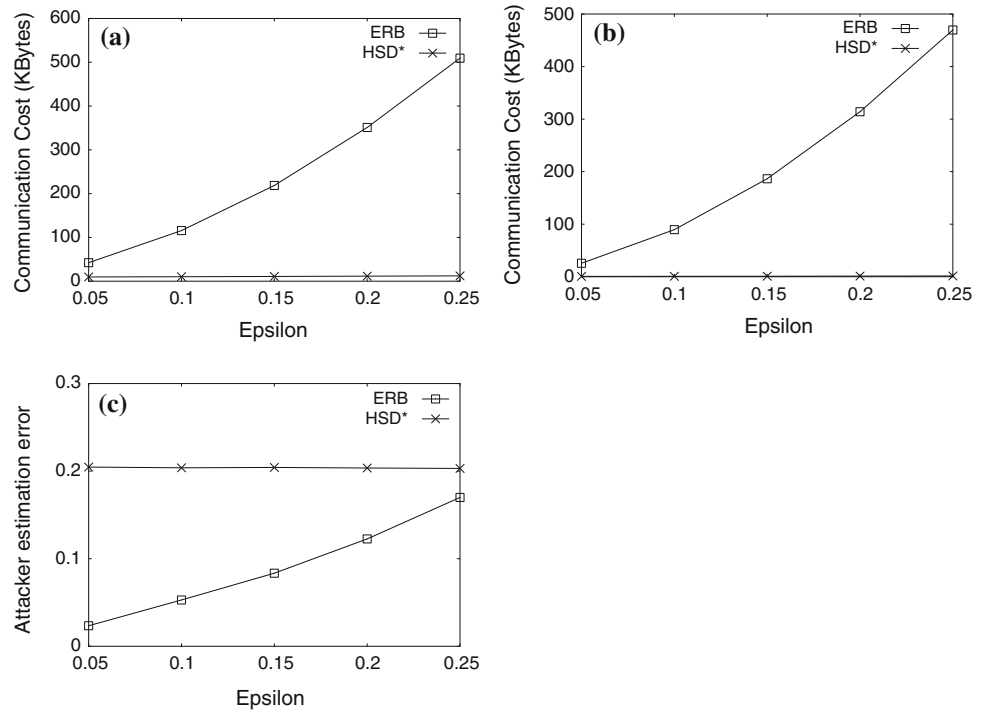 (a)
ERB
HSD*
Communication Cost (KBytes)
600
500
400
300
200
100
0
0.05 0.1 0.15 0.2 0.25
Epsilon
(b)
ERB
HSD*
Communication Cost (KBytes)
500
400
300
200
100
0
0.05 0.1 0.15 0.2 0.25
Epsilon
(c)
ERB
HSD*
Attacker estimation error
0.3
0.2
0.1
0
0.05 0.1 0.15 0.2 0.25
Epsilon